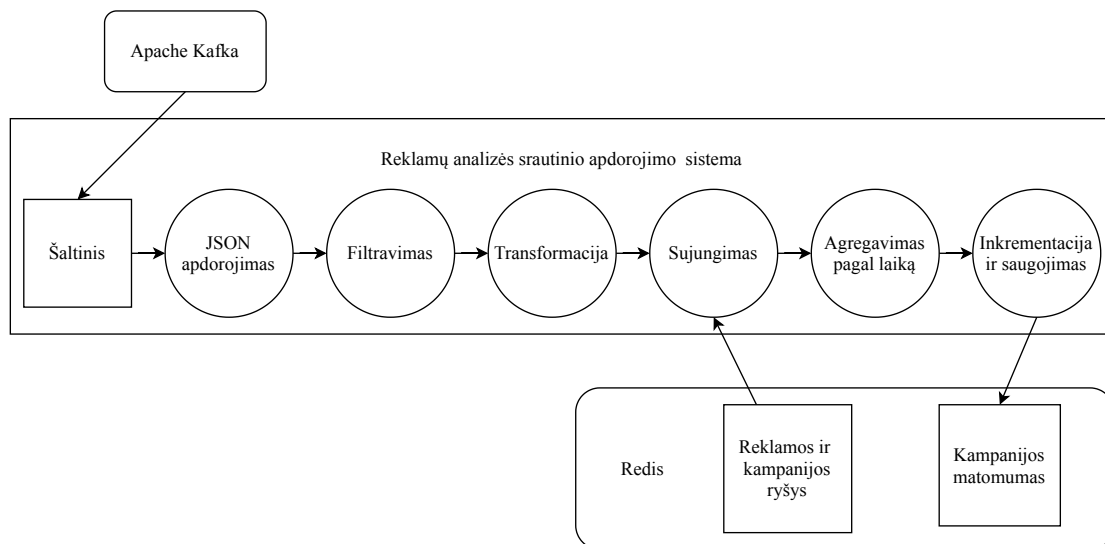 Apache Kafka
Reklamų analizės srautinio apdorojimo sistema
Šaltinis
JSON
apdorojimas
Filtravimas
Transformacija
Sujungimas
Agregavimas
pagal laiką
Inkrementacija
ir saugojimas
Redis
Reklamos ir
kampanijos
ryšys
Kampanijos
matomumas